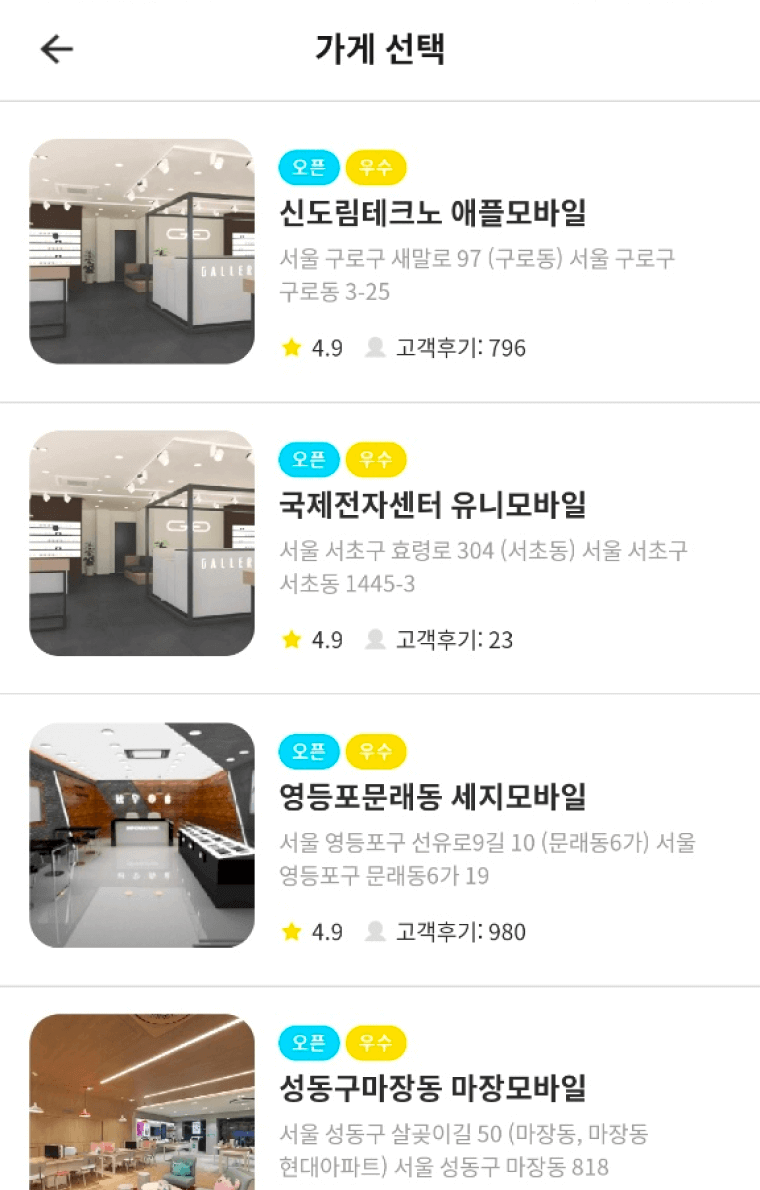 가게 선택
오픈 우수
신도림테크노 애플모바일
서울 구로구 새말로 97 (구로동) 서울 구로구
구로동 3-25
4.9 고객후기: 796
GALLER
오픈 우수
국제전자센터 유니모바일
서울 서초구 효령로 304 (서초동) 서울 서초구
서초동 1445-3
4.9 고객후기: 23
GALLER
오픈 우수
영등포문래동 세지모바일
서울 영등포구 선유로9길 10 (문래동6가) 서울
영등포구 문래동6가 19
4.9 고객후기: 980
오픈 우수
성동구마장동 마장모바일
서울 성동구 살곶이길 50 (마장동, 마장동
현대아파트) 서울 성동구 마장동 818